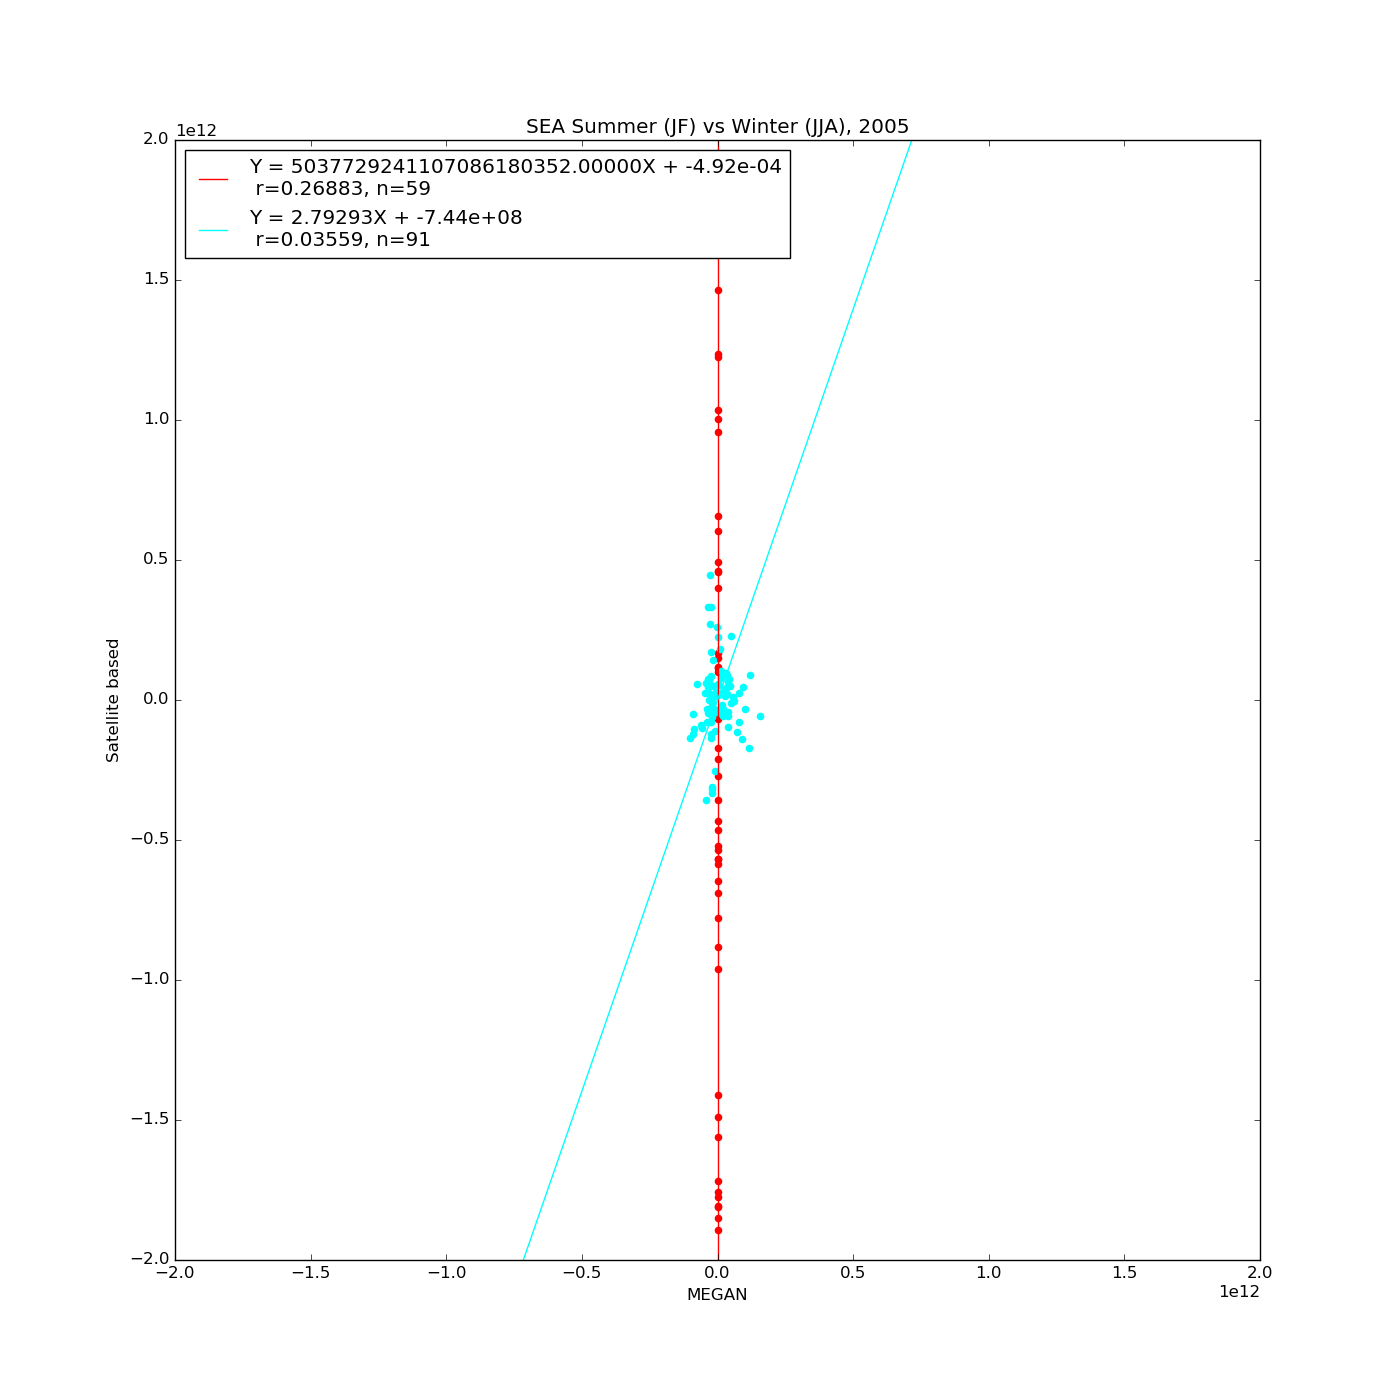 SEA Summer (JF) vs Winter (JJA), 2005
1e12
Y = 5037729241107086180352.00000X + -4.92e-04
r=0.26883, n=59
Y = 2.79293X + -7.44e+08
r=0.03559, n=91
2.0
1.5
1.0
0.5
0.0
−0.5
−1.0
−1.5
−2.0
Satellite based
−2.0 −1.5 −1.0 −0.5 0.0 0.5 1.0 1.5 2.0
MEGAN
1e12